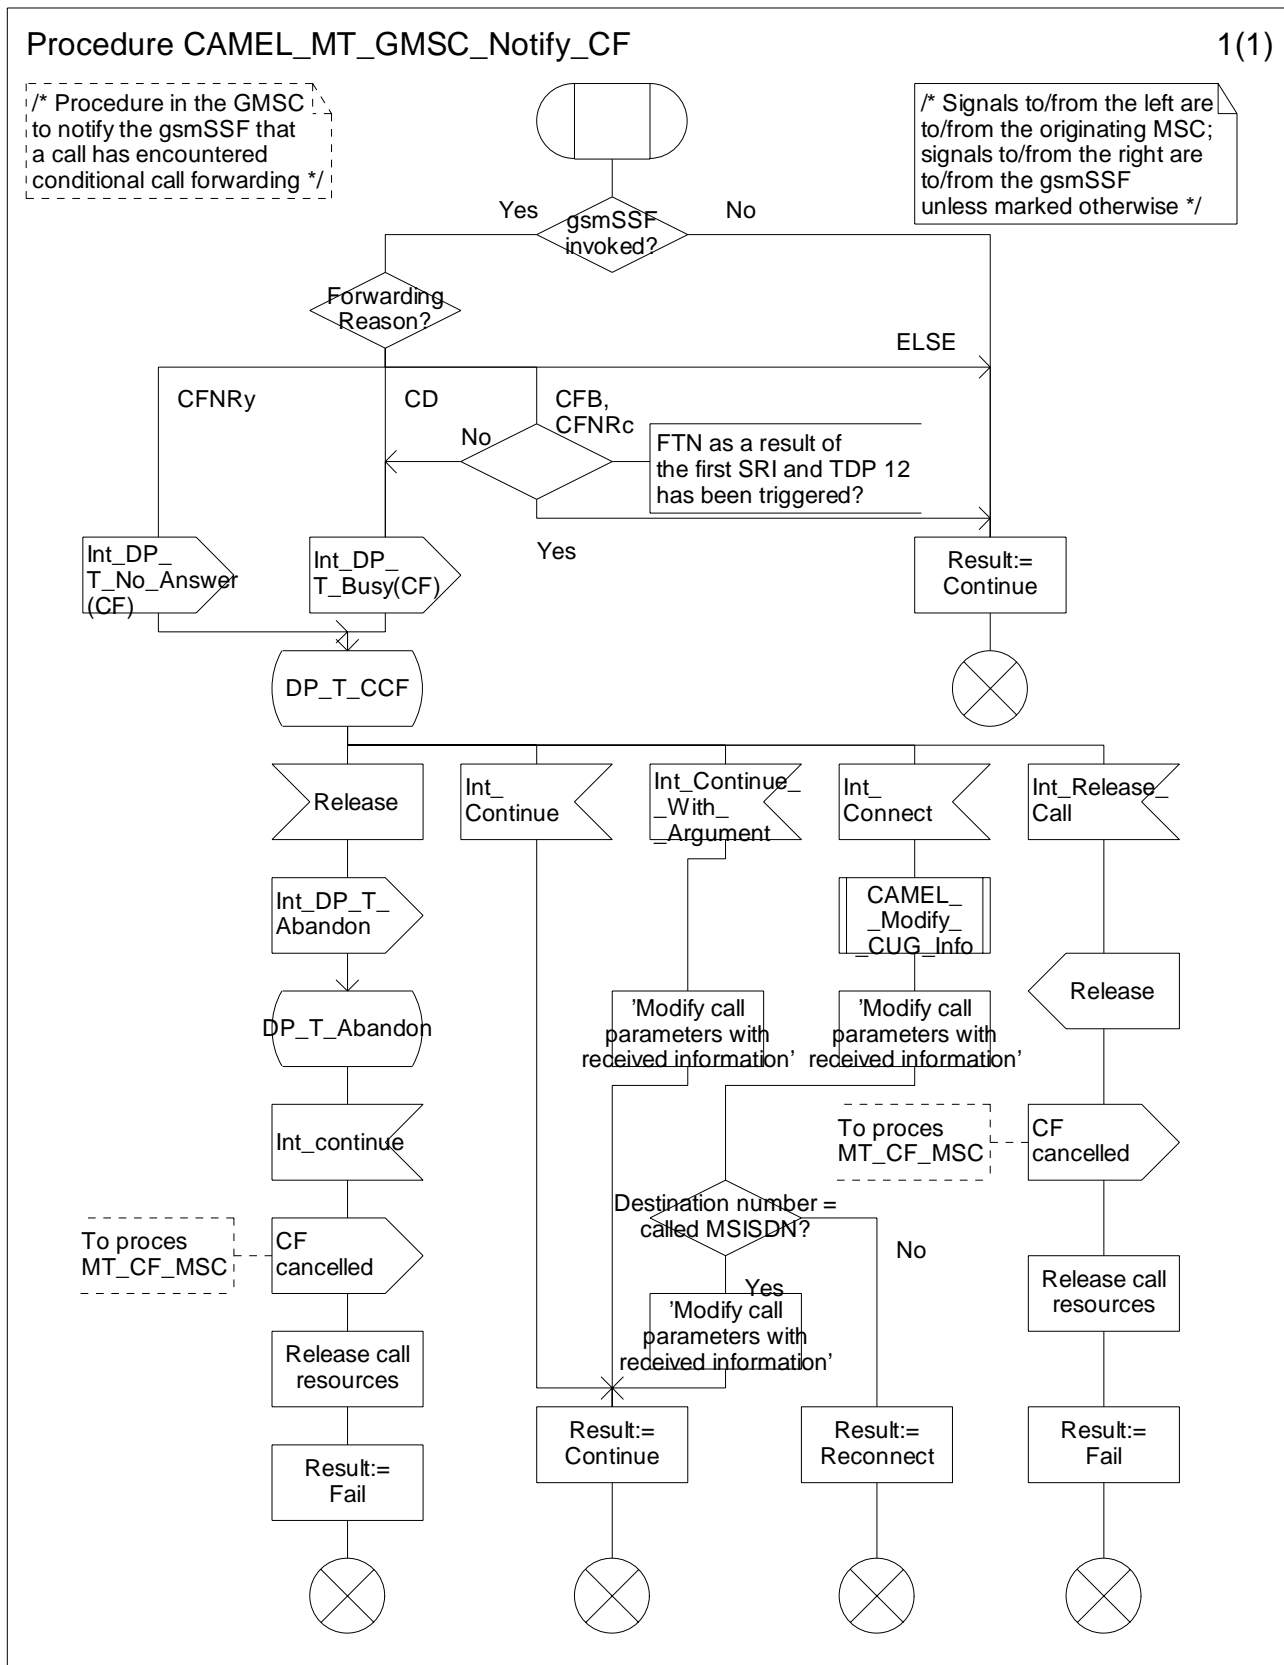 Procedure CAMEL_MT_GMSC_Notify_CF
1(1)
/* Procedure in the GMSC
to notify the gsmSSF that
a call has encountered
conditional call forwarding */
/* Signals to/from the left are
to/from the originating MSC;
signals to/from the right are
to/from the gsmSSF
unless marked otherwise */
Yes
gsmSSF
invoked?
No
Forwarding
Reason?
ELSE
CFNRy
CD
CFB,
CFNRc
No
FTN as a result of
the first SRI and TDP 12
has been triggered?
Yes
Int_DP_
T_No_Answer
(CF)
Int_DP_
T_Busy(CF)
Result:=
Continue
DP_T_CCF
Release
Int_
Continue
Int_Continue_
_With_
_Argument
Int_
Connect
Int_Release_
Call
Int_DP_T_
Abandon
CAMEL_
_Modify_
_CUG_Info
DP_T_Abandon
'Modify call
parameters with
received information'
'Modify call
parameters with
received information'
Release
Int_continue
To proces
MT_CF_MSC
CF
cancelled
Destination number =
called MSISDN?
No
Yes
To proces
MT_CF_MSC
CF
cancelled
'Modify call
parameters with
received information'
Release call
resources
Release call
resources
Result:=
Continue
Result:=
Reconnect
Result:=
Fail
Result:=
Fail